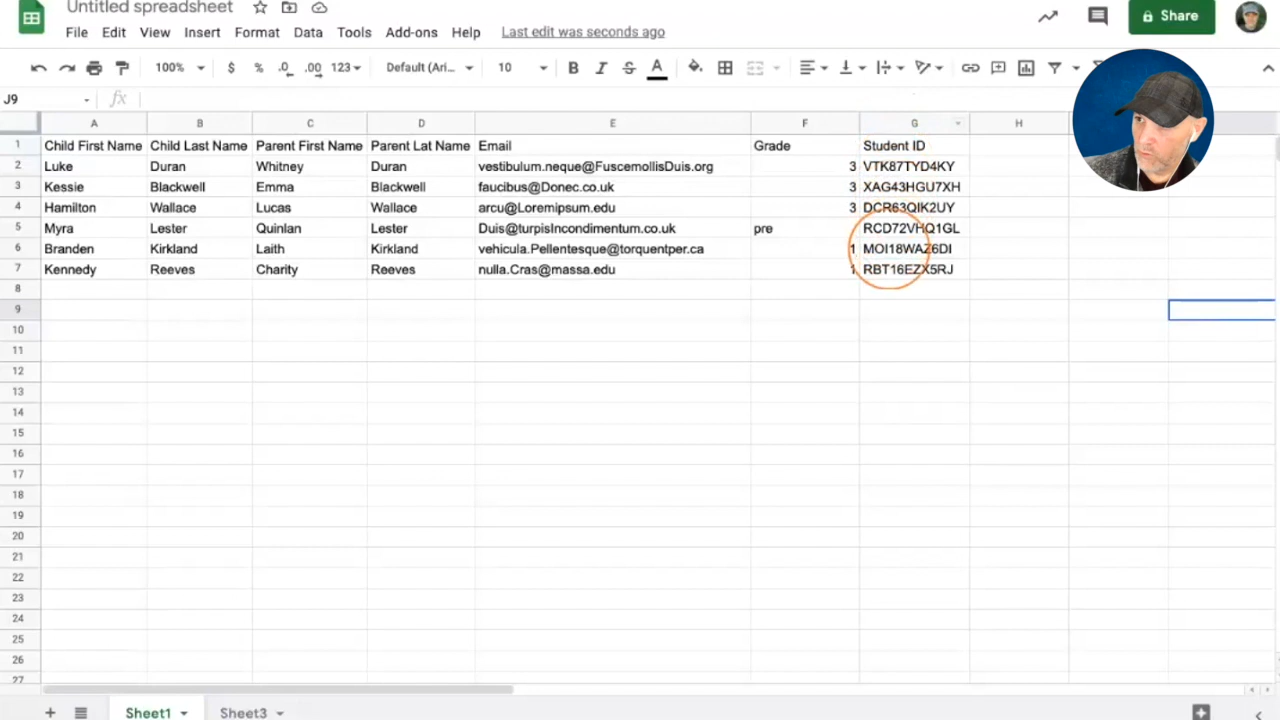 Untitled spreadsheet
Share
File Edit View Insert Format Data Tools Add-ons Help Last edit was seconds ago
100% $ % .0 .00 123 Default (Ari... 10 B I S A
J9 fx
A B C D E F G H
1 Child First Name Child Last Name Parent First Name Parent Lat Name Email Grade Student ID
2 Luke Duran Whitney Duran vestibulum.neque@FuscemollisDuis.org 3 VTK87TYD4KY
3 Kessie Blackwell Emma Blackwell faucibus@Donec.co.uk 3 XAG43HGU7XH
4 Hamilton Wallace Lucas Wallace arcu@Loremipsum.edu 3 DCR63QIK2UY
5 Myra Lester Quinlan Lester Duis@turpisIncondimentum.co.uk pre RCD72VHQ1GL
6 Branden Kirkland Laith Kirkland vehicula.Pellentesque@torquentper.ca 1 MOI18WAZ6DI
7 Kennedy Reeves Charity Reeves nulla.Cras@massa.edu 1 RBT16EZX5RJ
8
9
10
11
12
13
14
15
16
17
18
19
20
21
22
23
24
25
26
27
Sheet1 Sheet3